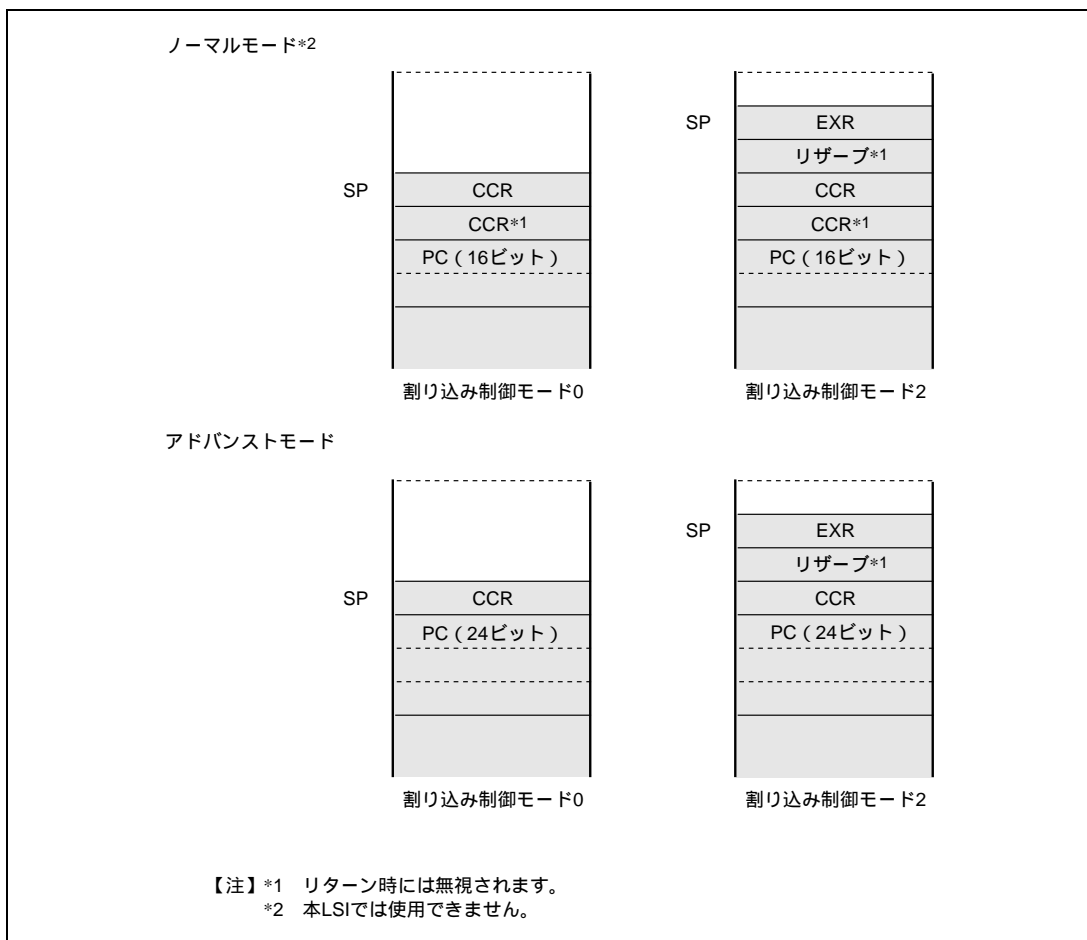 ノーマルモード*2
SP
CCR
CCR*1
PC(16ビット)
割り込み制御モード0
SP
EXR
リザーブ*1
CCR
CCR*1
PC(16ビット)
割り込み制御モード2
アドバンストモード
SP
CCR
PC(24ビット)
割り込み制御モード0
SP
EXR
リザーブ*1
CCR
PC(24ビット)
割り込み制御モード2
【注】*1 リターン時には無視されます。
*2 本LSIでは使用できません。